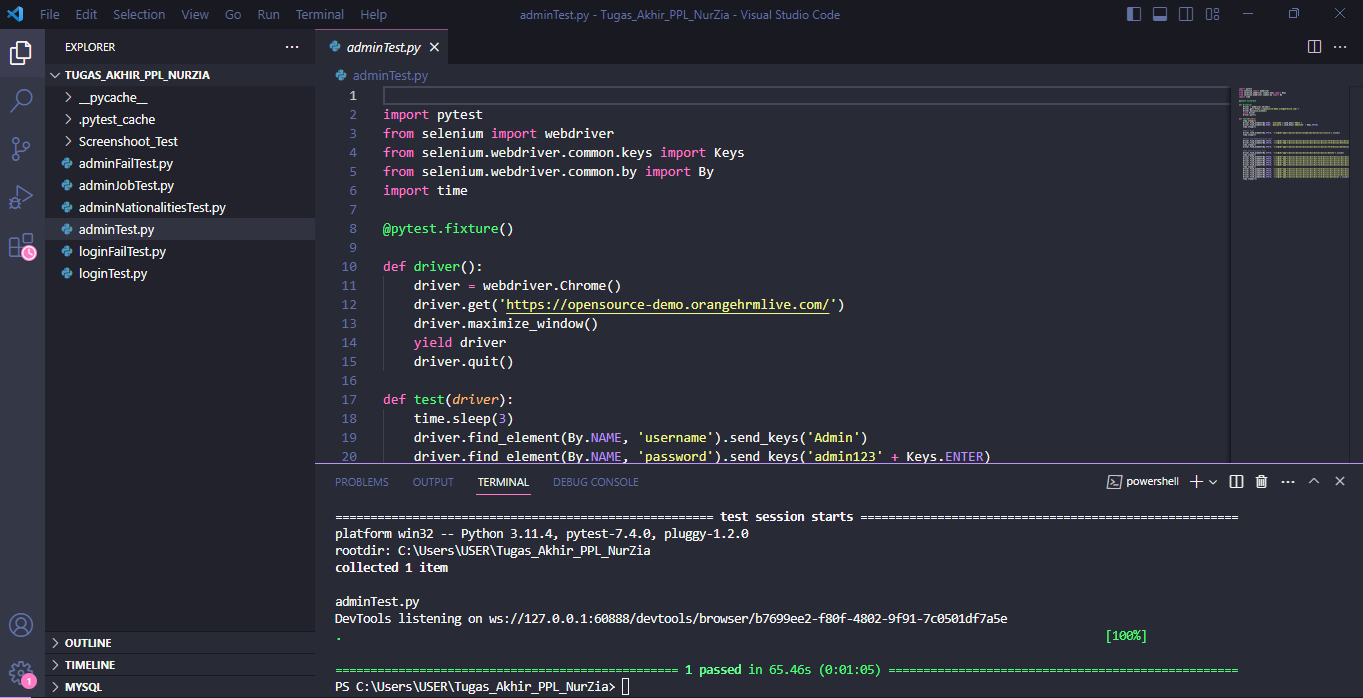 File Edit Selection View Go Run Terminal Help
adminTest.py - Tugas_Akhir_PPL_NurZia - Visual Studio Code
EXPLORER
TUGAS_AKHIR_PPL_NURZIA
__pycache__
.pytest_cache
Screenshoot_Test
adminFailTest.py
adminJobTest.py
adminNationalitiesTest.py
adminTest.py
loginFailTest.py
loginTest.py
OUTLINE
TIMELINE
MYSQL
1
adminTest.py
adminTest.py
1
2 import pytest
3 from selenium import webdriver
4 from selenium.webdriver.common.keys import Keys
5 from selenium.webdriver.common.by import By
6 import time
7
8 @pytest.fixture()
9
10 def driver():
11 driver = webdriver.Chrome()
12 driver.get('https://opensource-demo.orangehrmlive.com/')
13 driver.maximize_window()
14 yield driver
15 driver.quit()
16
17 def test(driver):
18 time.sleep(3)
19 driver.find_element(By.NAME, 'username').send_keys('Admin')
20 driver.find_element(By.NAME, 'password').send_keys('admin123' + Keys.ENTER)
PROBLEMS OUTPUT TERMINAL DEBUG CONSOLE
powershell
====================================================== test session starts ======================================================
platform win32 -- Python 3.11.4, pytest-7.4.0, pluggy-1.2.0
rootdir: C:\Users\USER\Tugas_Akhir_PPL_NurZia
collected 1 item
adminTest.py
DevTools listening on ws://127.0.0.1:60888/devtools/browser/b7699ee2-f80f-4802-9f91-7c0501df7a5e
. [100%]
================================================= 1 passed in 65.46s (0:01:05) ==================================================
PS C:\Users\USER\Tugas_Akhir_PPL_NurZia>